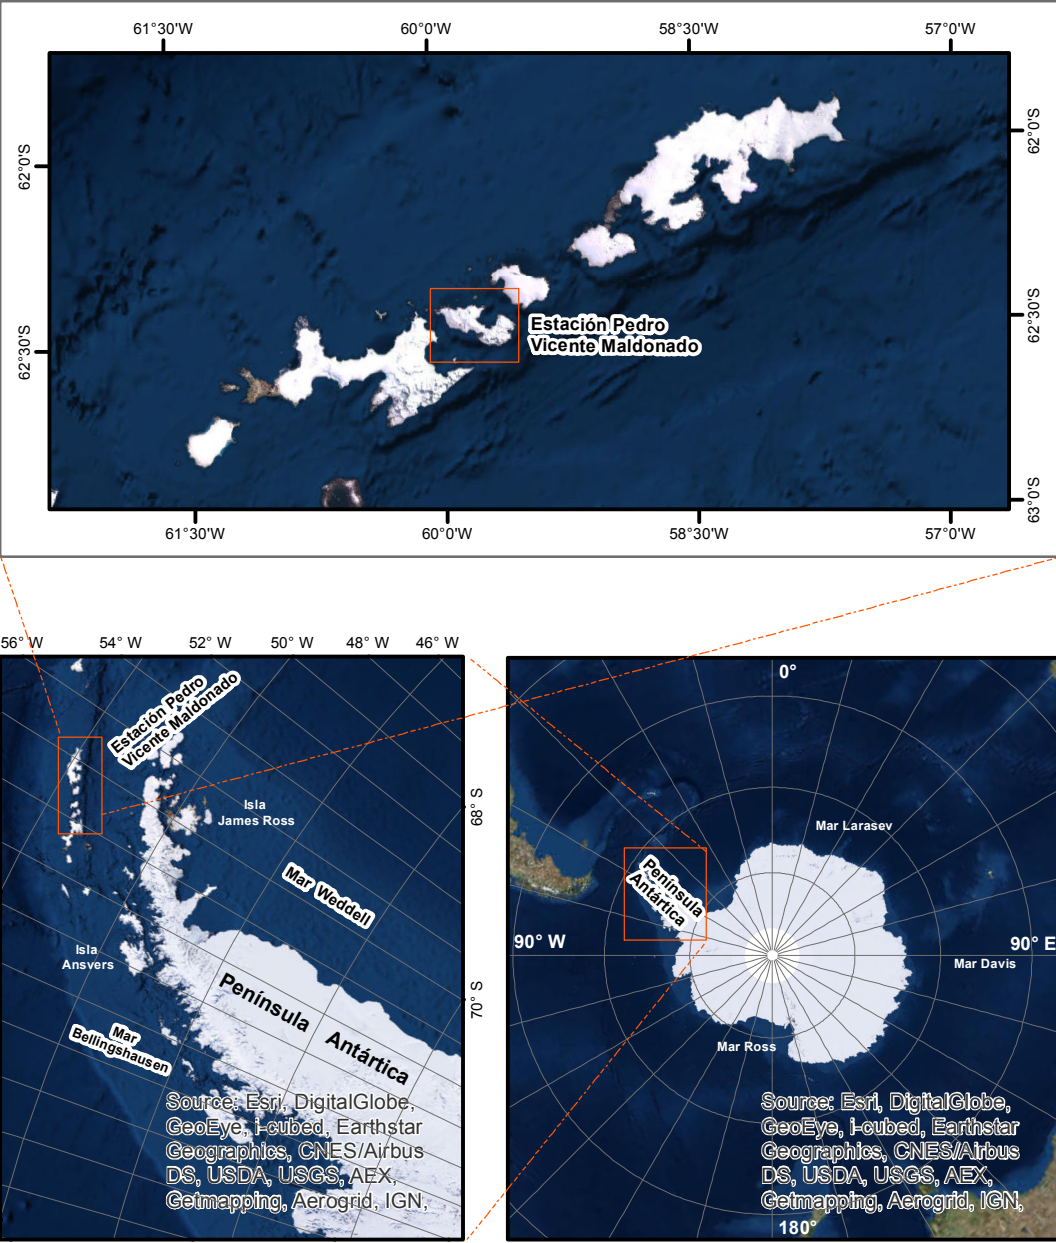 61°30'W 60°0'W 58°30'W 57°0'W
62°0'S
62°0'S
Estación Pedro
Vicente Maldonado
62°30'S
62°30'S
63°0'S
61°30'W 60°0'W 58°30'W 57°0'W
56° W 54° W 52° W 50° W 48° W 46° W
Estación Pedro
Vicente Maldonado
Isla
James Ross
68° S
Mar Weddell
Isla
Ansvers
70° S
Península Antártica
Mar
Bellingshausen
Source: Esri, DigitalGlobe,
GeoEye, i-cubed, Earthstar
Geographics, CNES/Airbus
DS, USDA, USGS, AEX,
Getmapping, Aerogrid, IGN,
0°
Mar Larasev
Península
Antártica
90° W
90° E
Mar Davis
Mar Ross
Source: Esri, DigitalGlobe,
GeoEye, i-cubed, Earthstar
Geographics, CNES/Airbus
DS, USDA, USGS, AEX,
Getmapping, Aerogrid, IGN,
180°